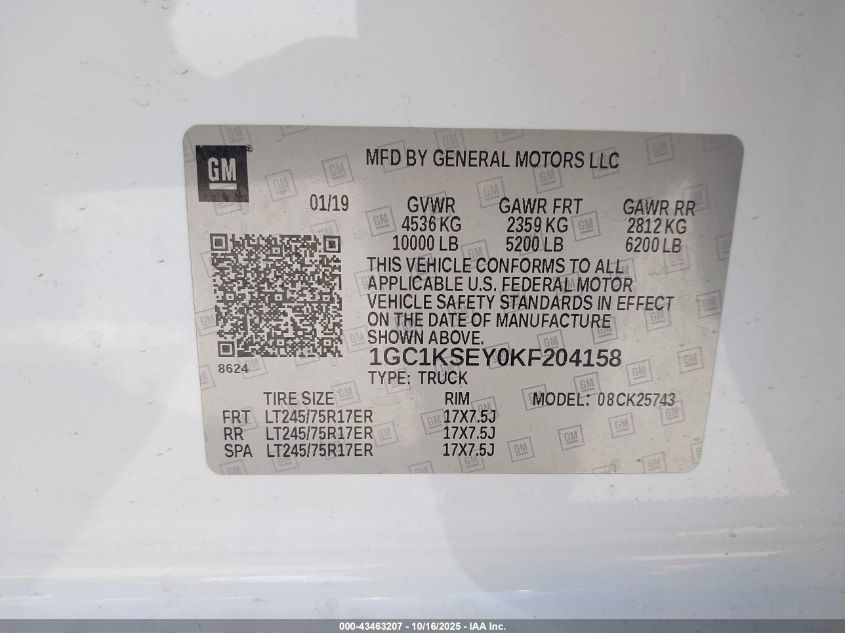 GM ®
MFD BY GENERAL MOTORS LLC
01/19 GVWR GAWR FRT GAWR RR
4536 KG 2359 KG 2812 KG
10000 LB 5200 LB 6200 LB
THIS VEHICLE CONFORMS TO ALL
APPLICABLE U.S. FEDERAL MOTOR
VEHICLE SAFETY STANDARDS IN EFFECT
ON THE DATE OF MANUFACTURE
SHOWN ABOVE.
8624
1GC1KSEY0KF204158
TYPE: TRUCK
TIRE SIZE RIM MODEL: 08CK25743
FRT LT245/75R17ER 17X7.5J
RR LT245/75R17ER 17X7.5J
SPA LT245/75R17ER 17X7.5J
000-43463207 - 10/16/2025 - IAA Inc.